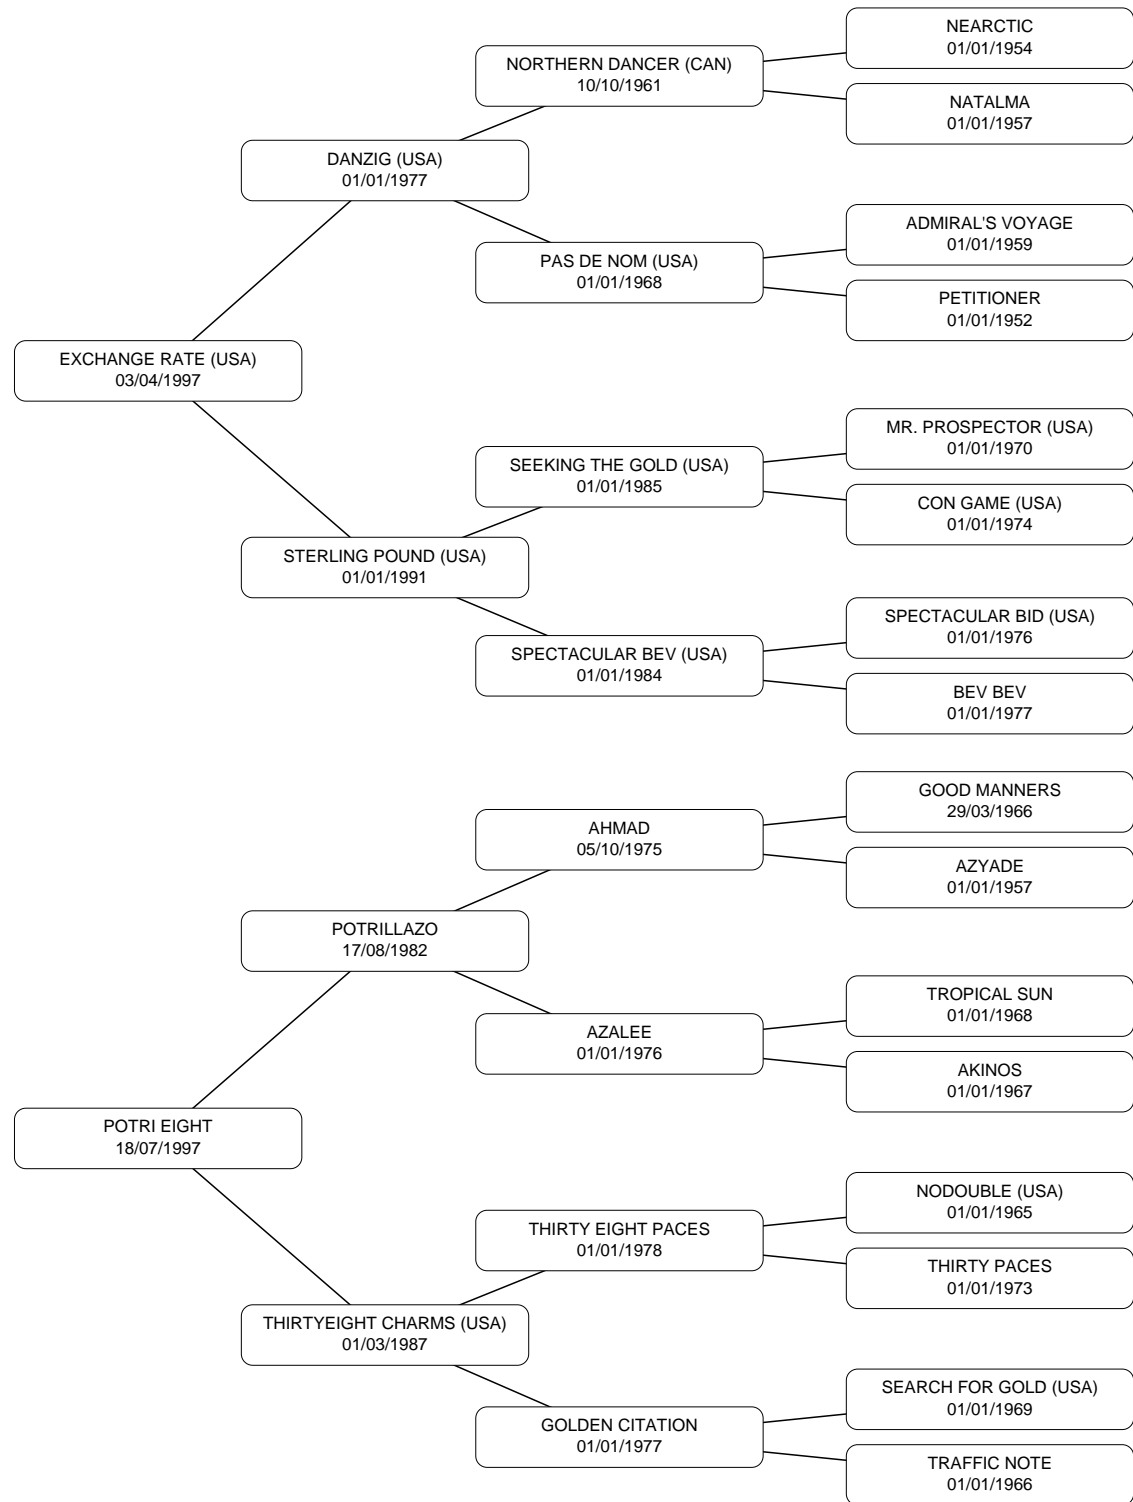 NEARCTIC
01/01/1954
NORTHERN DANCER (CAN)
10/10/1961
NATALMA
01/01/1957
DANZIG (USA)
01/01/1977
ADMIRAL'S VOYAGE
01/01/1959
PAS DE NOM (USA)
01/01/1968
PETITIONER
01/01/1952
EXCHANGE RATE (USA)
03/04/1997
MR. PROSPECTOR (USA)
01/01/1970
SEEKING THE GOLD (USA)
01/01/1985
CON GAME (USA)
01/01/1974
STERLING POUND (USA)
01/01/1991
SPECTACULAR BID (USA)
01/01/1976
SPECTACULAR BEV (USA)
01/01/1984
BEV BEV
01/01/1977
GOOD MANNERS
29/03/1966
AHMAD
05/10/1975
AZYADE
01/01/1957
POTRILLAZO
17/08/1982
TROPICAL SUN
01/01/1968
AZALEE
01/01/1976
AKINOS
01/01/1967
POTRI EIGHT
18/07/1997
NODOUBLE (USA)
01/01/1965
THIRTY EIGHT PACES
01/01/1978
THIRTY PACES
01/01/1973
THIRTYEIGHT CHARMS (USA)
01/03/1987
SEARCH FOR GOLD (USA)
01/01/1969
GOLDEN CITATION
01/01/1977
TRAFFIC NOTE
01/01/1966